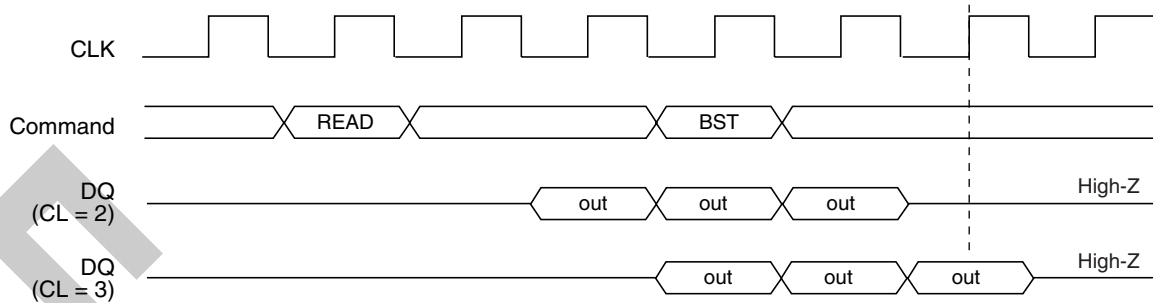 CLK
Command
READ
BST
DQ
(CL = 2)
out
out
out
High-Z
DQ
(CL = 3)
out
out
out
High-Z